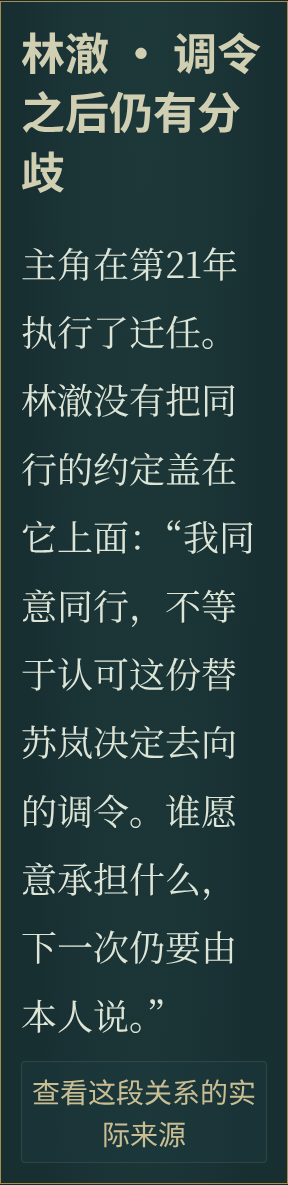 林澈 · 调令
之后仍有分
歧
主角在第21年
执行了迁任。
林澈没有把同
行的约定盖在
它上面：“我同
意同行，不等
于认可这份替
苏岚决定去向
的调令。谁愿
意承担什么，
下一次仍要由
本人说。”
查看这段关系的实
际来源